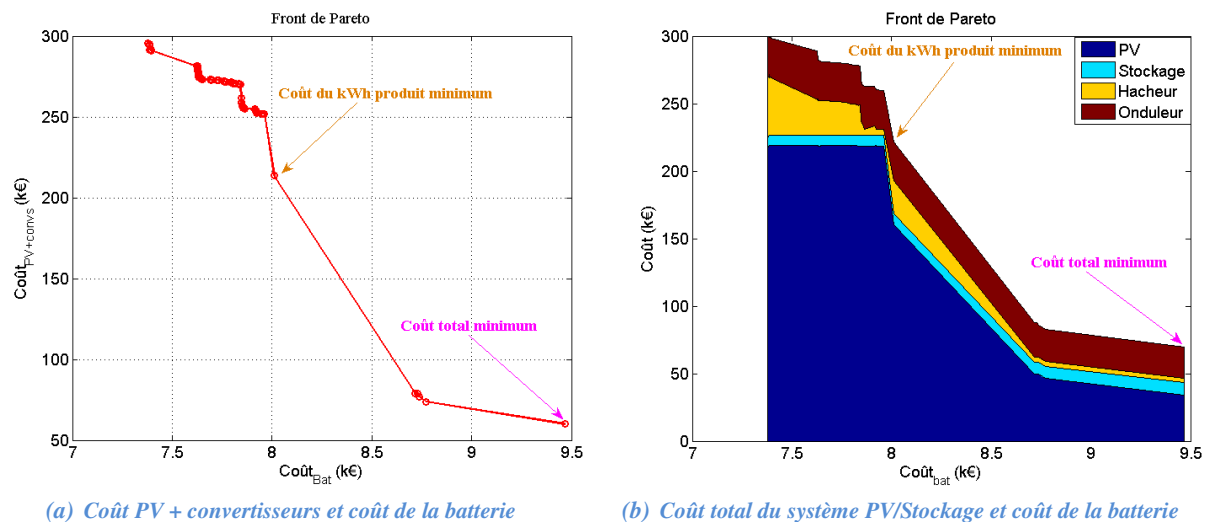 Front de Pareto
300
250
200
150
100
50
Coût_PV+convs (k€)
Coût du kWh produit minimum
Coût total minimum
7
7.5
8
8.5
9
9.5
Coût_Bat (k€)
(a) Coût PV + convertisseurs et coût de la batterie
Front de Pareto
300
250
200
150
100
50
0
Coût (k€)
Coût du kWh produit minimum
PV
Stockage
Hacheur
Onduleur
Coût total minimum
7
7.5
8
8.5
9
9.5
Coût_bat (k€)
(b) Coût total du système PV/Stockage et coût de la batterie